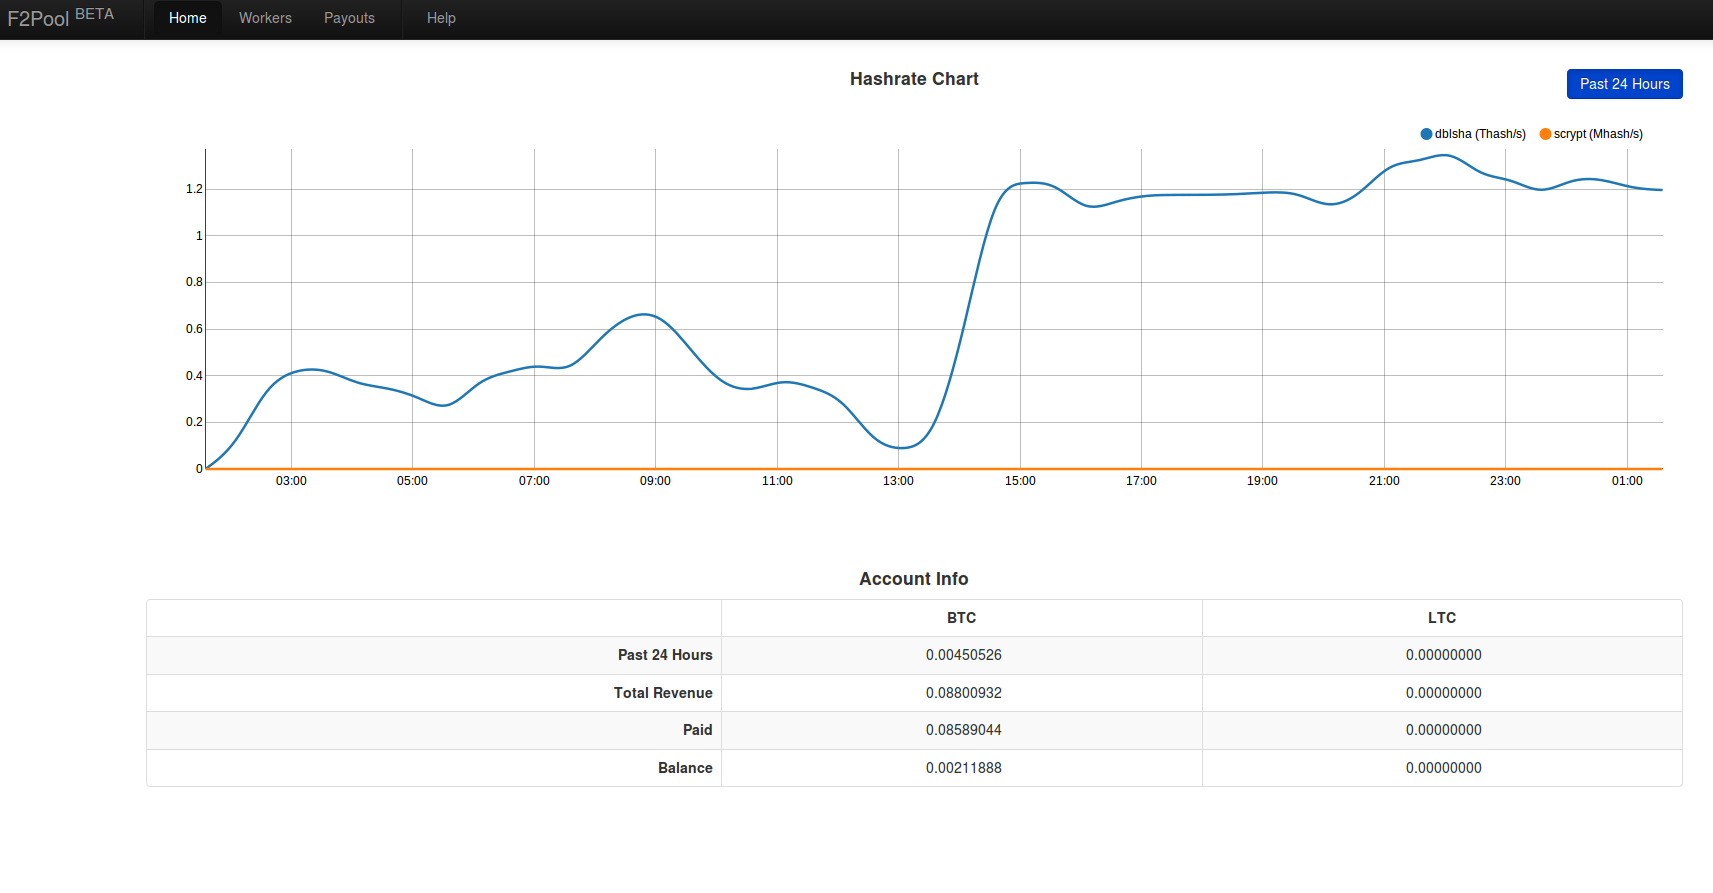 F2Pool BETA Home Workers Payouts Help
Hashrate Chart
Past 24 Hours
dblsha (Thash/s) scrypt (Mhash/s)
1.2
1
0.8
0.6
0.4
0.2
0
03:00 05:00 07:00 09:00 11:00 13:00 15:00 17:00 19:00 21:00 23:00 01:00
Account Info
BTC LTC
Past 24 Hours 0.00450526 0.00000000
Total Revenue 0.08800932 0.00000000
Paid 0.08589044 0.00000000
Balance 0.00211888 0.00000000